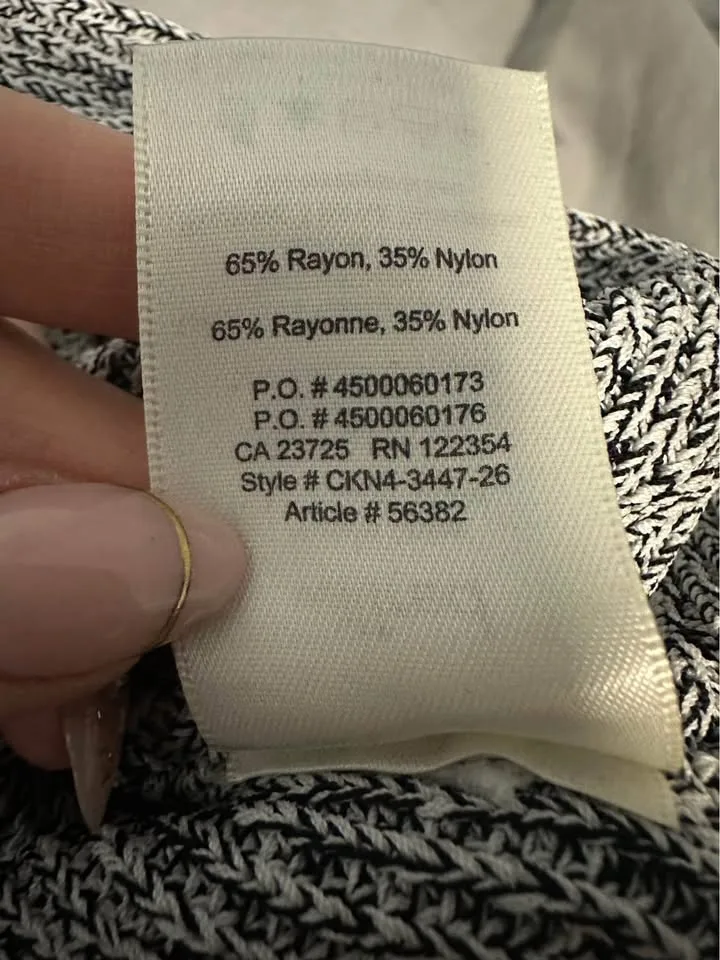 65% Rayon, 35% Nylon
65% Rayonne, 35% Nylon
P.O. # 4500060173
P.O. # 4500060176
CA 23725 RN 122354
Style # CKN4-3447-26
Article # 56382